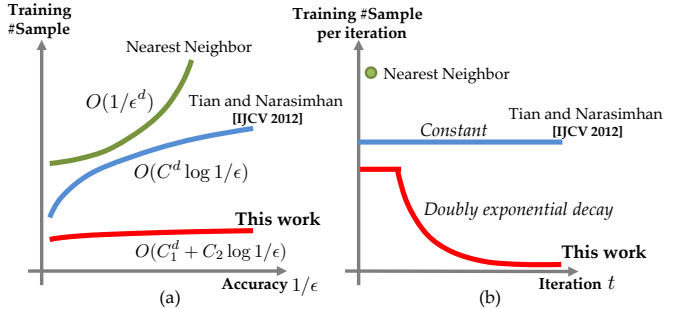 Training
#Sample
Nearest Neighbor
O(1/ϵ^d)
Tian and Narasimhan
[IJCV 2012]
O(C^d log 1/ϵ)
This work
O(C_1^d + C_2 log 1/ϵ)
Accuracy 1/ϵ
(a)
Training #Sample
per iteration
Nearest Neighbor
Tian and Narasimhan
[IJCV 2012]
Constant
Doubly exponential decay
This work
Iteration t
(b)